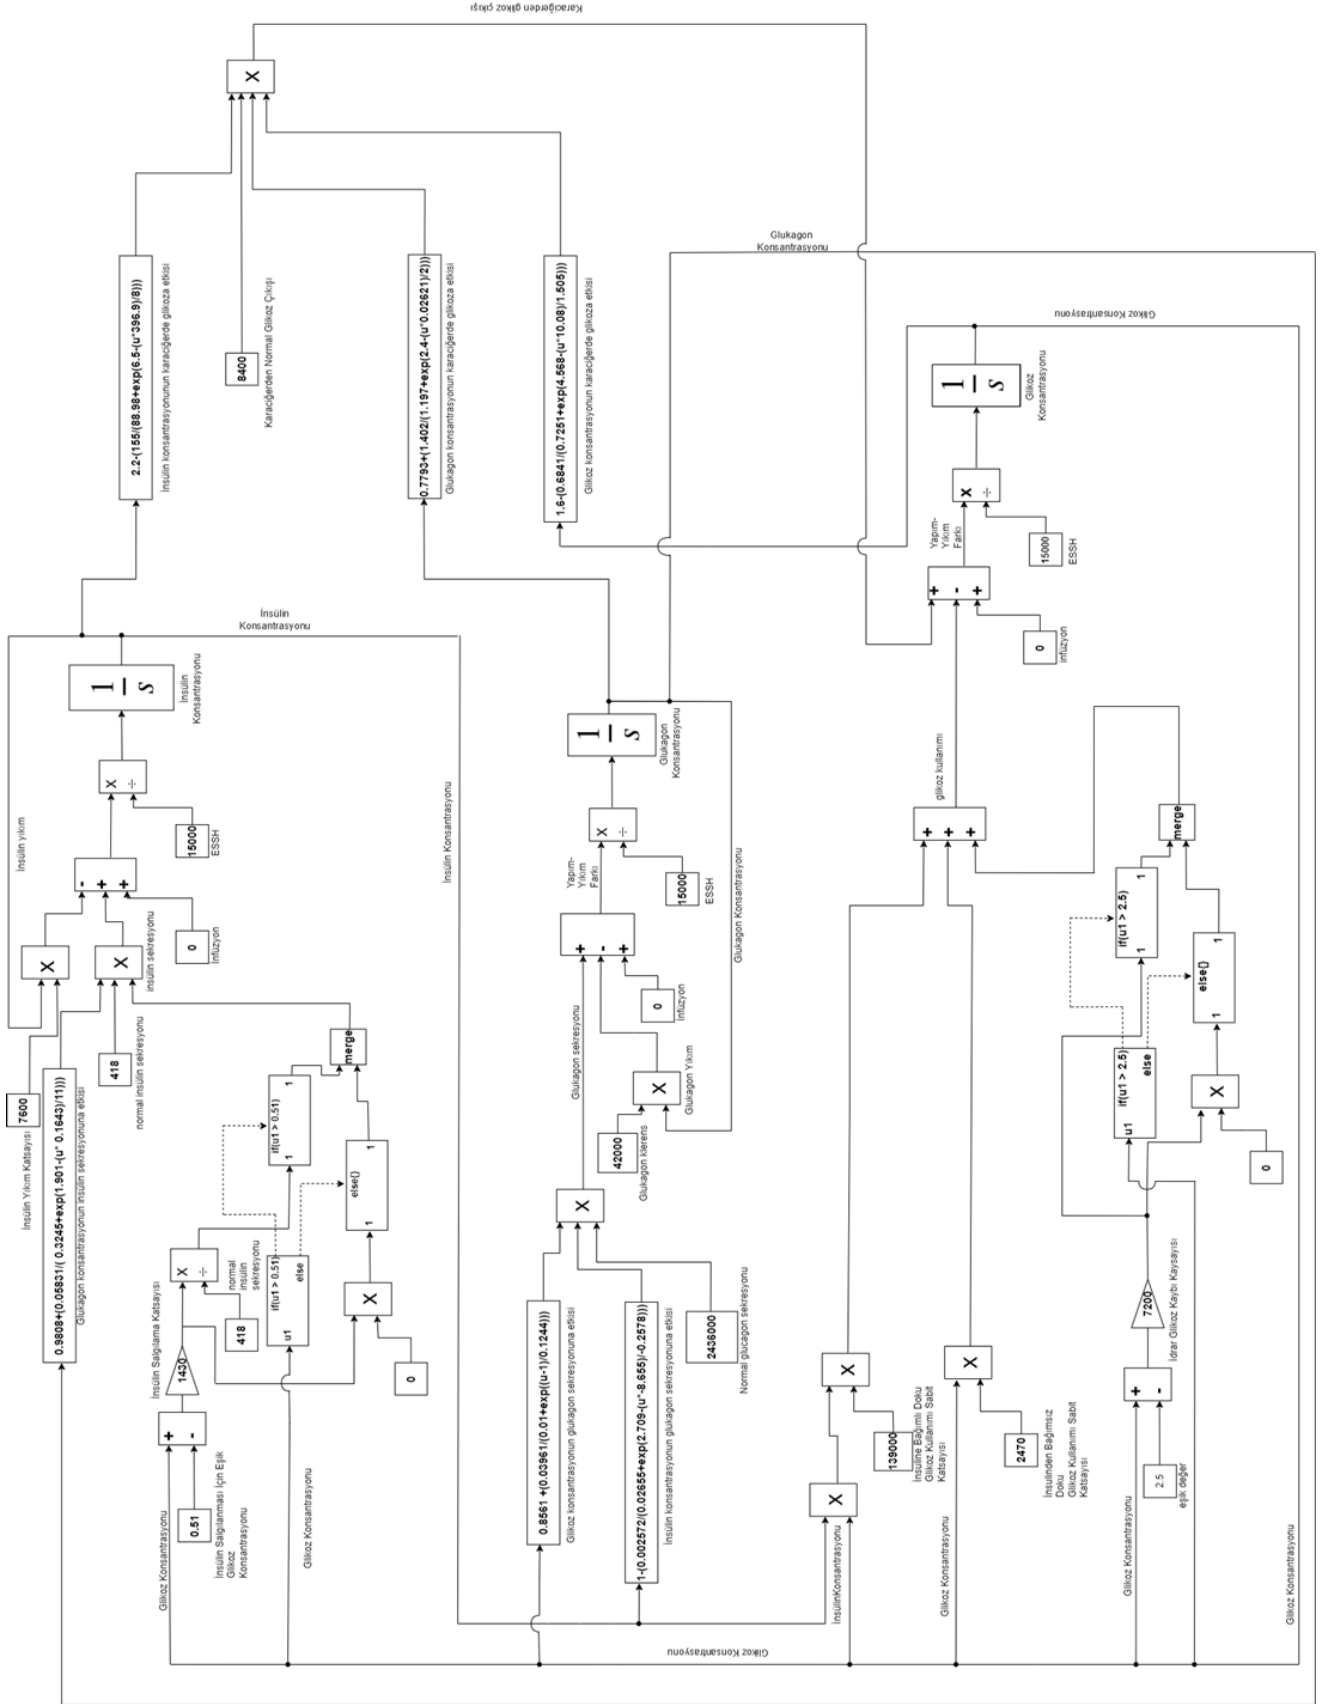 Karaciğerden glikoz çıkışı
X
2.2-(155/(88.98+exp(6.5-(u*396.9)/8)))
İnsülin konsantrasyonunun karaciğerde glikoza etkisi
8400
Karaciğerden Normal Glikoz Çıkışı
0.7793+(1.402/(1.197+exp(2.4-(u*0.02621)/2)))
Glukagon konsantrasyonun karaciğerde glikoza etkisi
1.6-(0.6841/(0.7251+exp(4.568-(u*10.08)/1.505)))
Glikoz konsantrasyonun karaciğerde glikoza etkisi
Glukagon
Konsantrasyonu
Glikoz Konsantrasyonu
1
s
Glikoz
Konsantrasyonu
X
÷
15000
ESSH
Yapım-
Yıkım
Farkı
+
-
+
0
infüzyon
İnsülin
Konsantrasyonu
1
s
İnsülin
Konsantrasyonu
X
÷
15000
ESSH
İnsülin yıkım
-
+
+
0
İnfüzyon
X
X
insülin sekresyonu
7600
İnsülin Yıkım Katsayısı
0.9808+(0.05831/( 0.3245+exp(1.901-(u* 0.1643)/11)))
Glukagon konsantrasyonun insülin sekresyonuna etkisi
418
normal insülin sekresyonu
merge
if(u1 > 0.51)
1
1
else{}
1
1
if(u1 > 0.51)
u1
else
X
0
X
÷
418
normal
insülin
sekresyonu
İnsülin Salgılama Katsayısı
1430
+
-
0.51
İnsülin Salgılanması İçin Eşik
Glikoz
Konsantrasyonu
Glikoz Konsantrasyonu
Glikoz Konsantrasyonu
İnsülin Konsantrasyonu
1
s
Glukagon
Konsantrasyonu
X
÷
15000
ESSH
Yapım-
Yıkım
Farkı
+
-
+
0
İnfüzyon
Glukagon Konsantrasyonu
Glukagon sekresyonu
X
Glukagon Yıkım
42000
Glukagon klerens
X
0.8561 +(0.03961/(0.01+exp((u-1)/0.1244)))
Glikoz konsantrasyonun glukagon sekresyonuna etkisi
1-(0.002572/(0.02655+exp(2.709-(u*-8.655)/-0.2578)))
İnsülin konsantrasyonun glukagon sekresyonuna etkisi
2436000
Normal glucagon sekresyonu
glikoz kullanımı
+
+
+
merge
if(u1 > 2.5)
1
1
else{}
1
1
if(u1 > 2.5)
u1
else
X
0
7200
İdrar Glikoz Kaybı Kaysayısı
+
-
2.5
eşik değer
Glikoz Konsantrasyonu
X
139000
İnsüline Bağımlı Doku
Glikoz Kullanımı Sabit
Katsayısı
X
İnsülinKonsantrasyonu
X
2470
İnsulinden Bağımsız
Doku
Glikoz Kullanımı Sabit
Katsayısı
Glikoz Konsantrasyonu
Glikoz Konsantrasyonu
Glikoz Konsantrasyonu